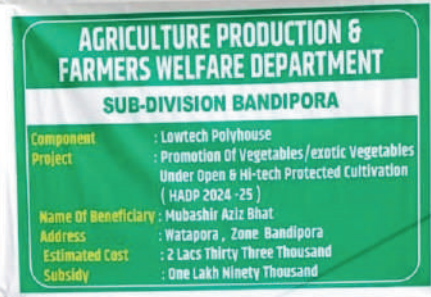 AGRICULTURE PRODUCTION &
FARMERS WELFARE DEPARTMENT
SUB-DIVISION BANDIPORA
Component : Lowtech Polyhouse
Project : Promotion Of Vegetables/exotic Vegetables
Under Open & Hi-tech Protected Cultivation
( HADP 2024 -25 )
Name Of Beneficiary : Mubashir Aziz Bhat
Address : Watapora , Zone Bandipora
Estimated Cost : 2 Lacs Thirty Three Thousand
Subsidy : One Lakh Ninety Thousand